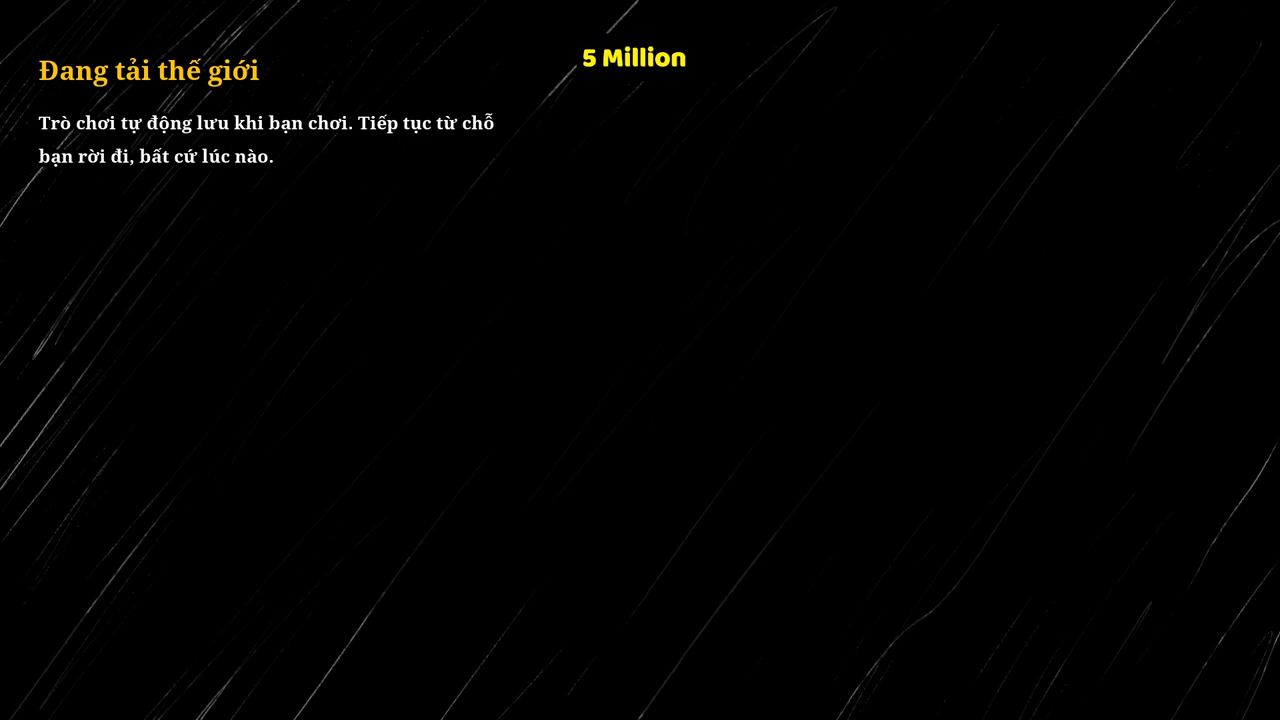 Đang tải thế giới
5 Million
Trò chơi tự động lưu khi bạn chơi. Tiếp tục từ chỗ
bạn rời đi, bất cứ lúc nào.